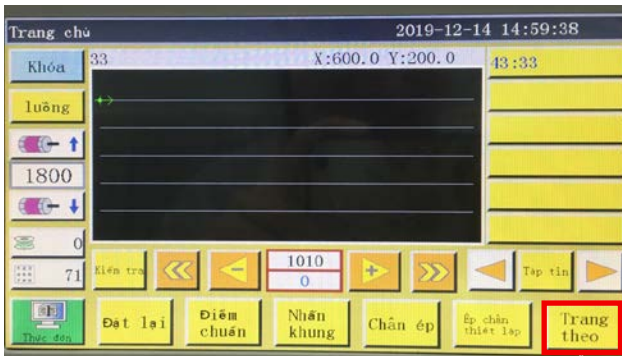 Trang chủ 2019-12-14 14:59:38
Khóa 33 X:600.0 Y:200.0 43:33
luồng
1800
0
71 Kiểm tra 1010 Tạp tin
0
Thực đơn Đặt lại Điểm chuẩn Nhấn khung Chân ép Ép chân thiết lập Trang theo